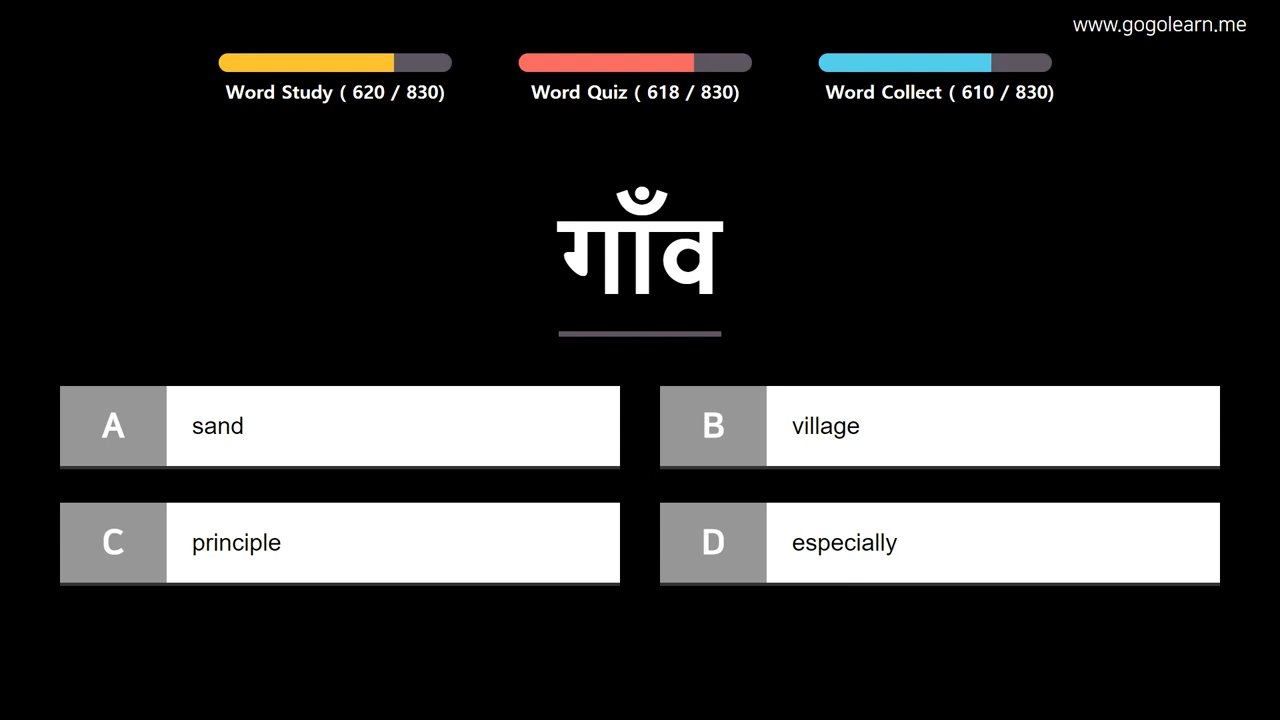 www.gogolearn.me
Word Study ( 620 / 830)
Word Quiz ( 618 / 830)
Word Collect ( 610 / 830)
गाँव
A sand
B village
C principle
D especially